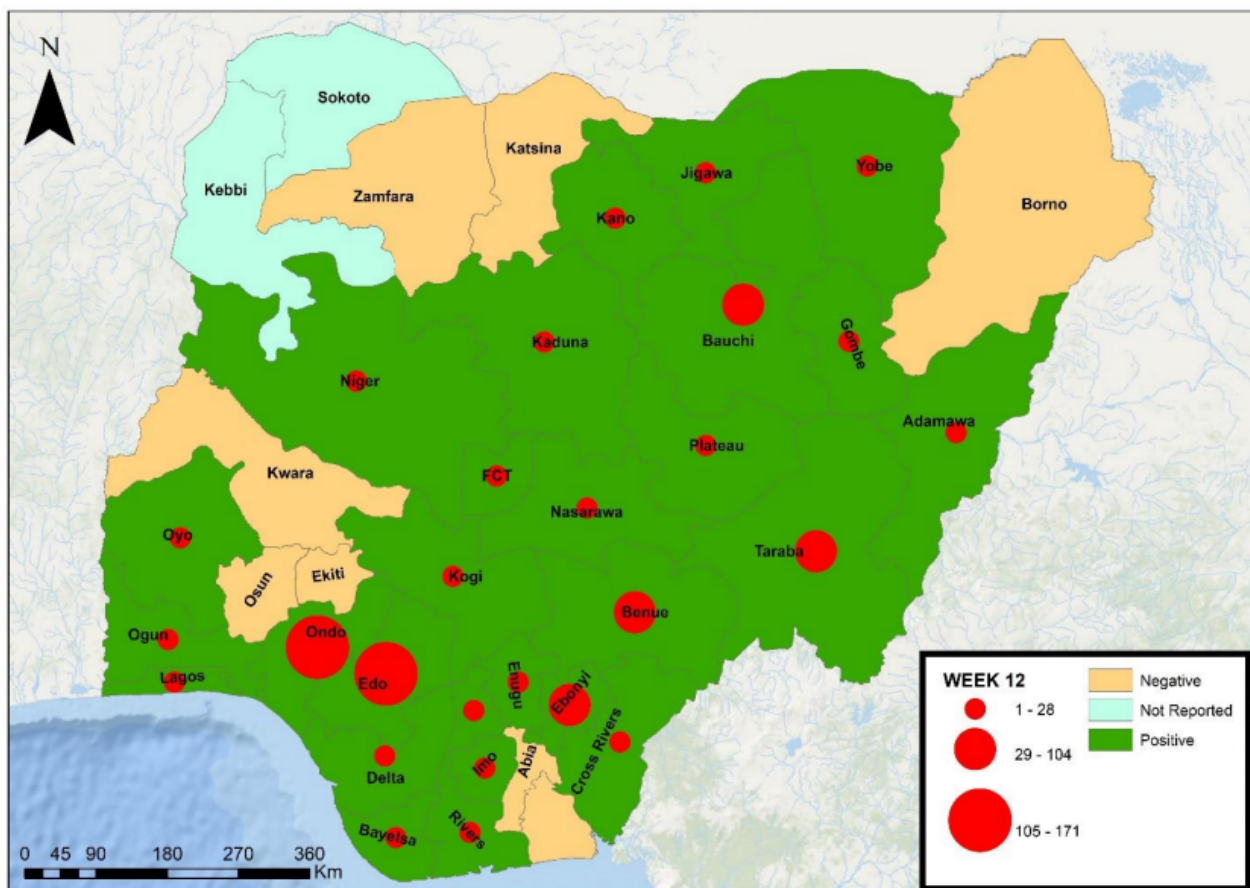 N
Sokoto
Katsina
Kebbi
Zamfara
Jigawa
Yobe
Borno
Kano
Kaduna
Bauchi
Gombe
Niger
Adamawa
Plateau
Kwara
FCT
Nasarawa
Oyo
Taraba
Osun
Ekiti
Kogi
Benue
Ogun
Ondo
Lagos
Edo
Enugu
Ebonyi
Cross Rivers
Delta
Imo
Abia
Bayelsa
Rivers
0 45 90 180 270 360
Km
WEEK 12
1 - 28
29 - 104
105 - 171
Negative
Not Reported
Positive